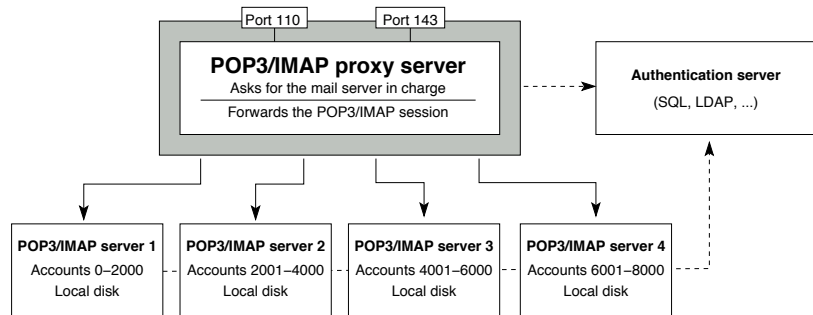 Port 110
Port 143
POP3/IMAP proxy server
Asks for the mail server in charge
Forwards the POP3/IMAP session
Authentication server
(SQL, LDAP, ...)
POP3/IMAP server 1
Accounts 0–2000
Local disk
POP3/IMAP server 2
Accounts 2001–4000
Local disk
POP3/IMAP server 3
Accounts 4001–6000
Local disk
POP3/IMAP server 4
Accounts 6001–8000
Local disk